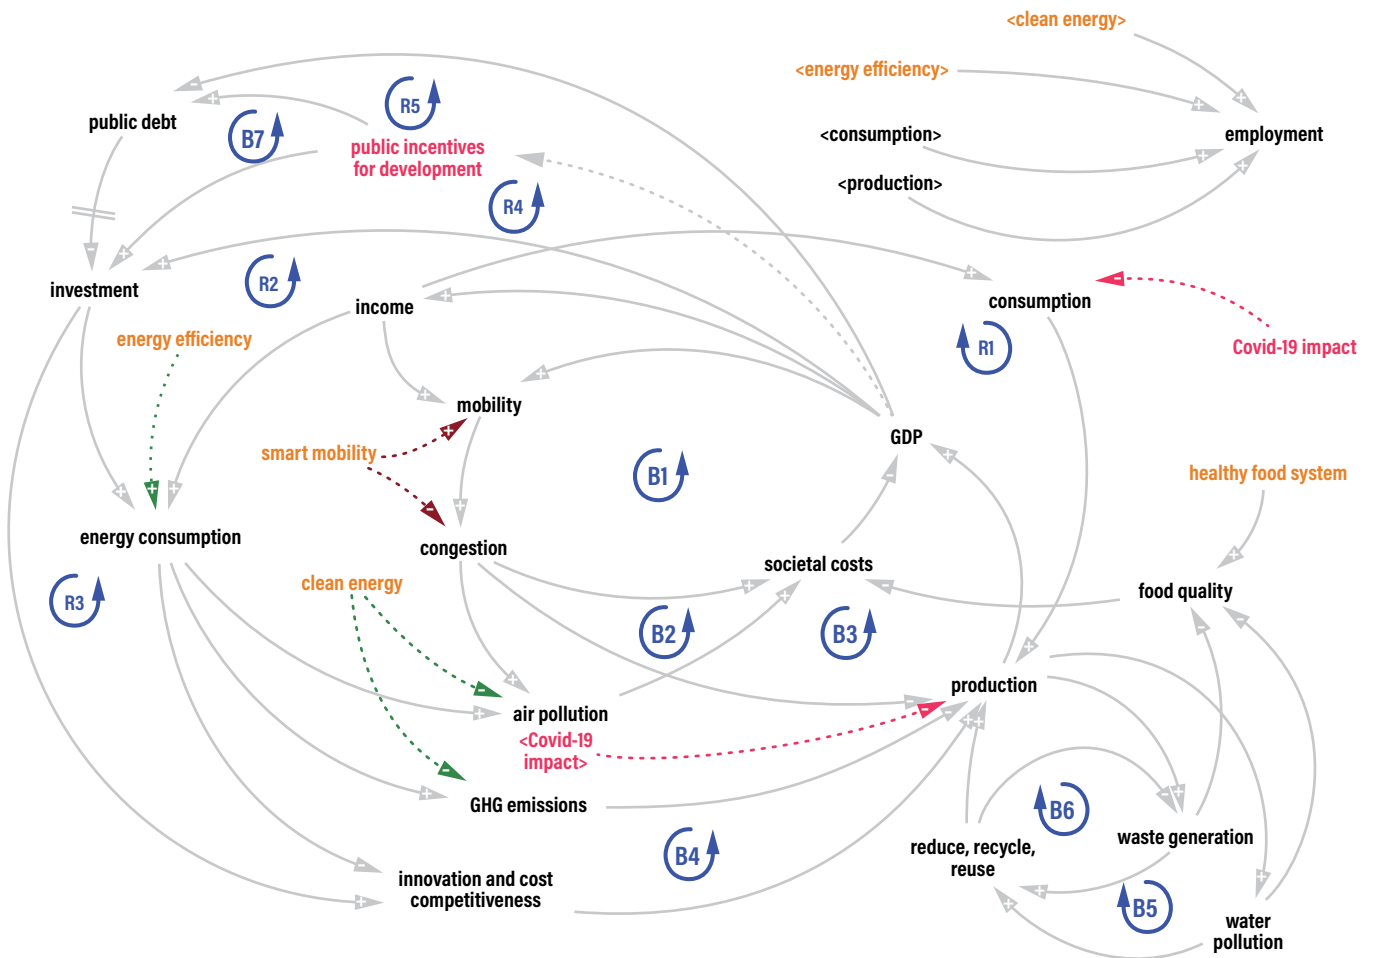 <clean energy>
<energy efficiency>
R5
public debt
B7
<consumption>
employment
public incentives
for development
<production>
R4
R2
investment
income
consumption
energy efficiency
R1
Covid-19 impact
mobility
GDP
smart mobility
B1
healthy food system
energy consumption
congestion
societal costs
clean energy
food quality
R3
B2
B3
production
air pollution
<Covid-19
impact>
GHG emissions
B6
waste generation
reduce, recycle,
reuse
B4
innovation and cost
competitiveness
B5
water
pollution